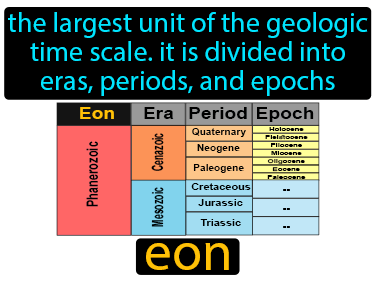 the largest unit of the geologic
time scale. it is divided into
eras, periods, and epochs
Eon Era Period Epoch
Phanerozoic
Cenazoic
Quaternary
Holocene
Pleistocene
Neogene
Pliocene
Miocene
Paleogene
Oligocene
Eocene
Paleocene
Mesozoic
Cretaceous --
Jurassic --
Triassic --
eon